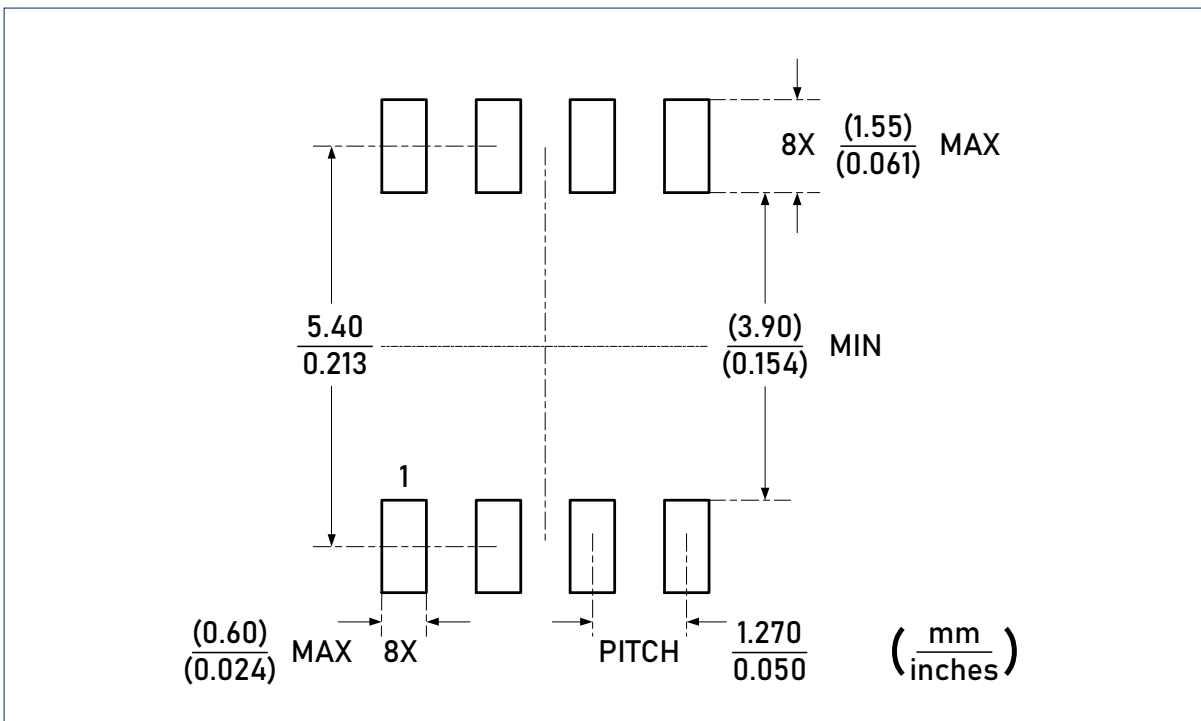 8X (1.55) MAX
(0.061)
5.40
0.213
(3.90) MIN
(0.154)
1
(0.60) MAX 8X
(0.024)
PITCH 1.270
0.050
(mm
inches)